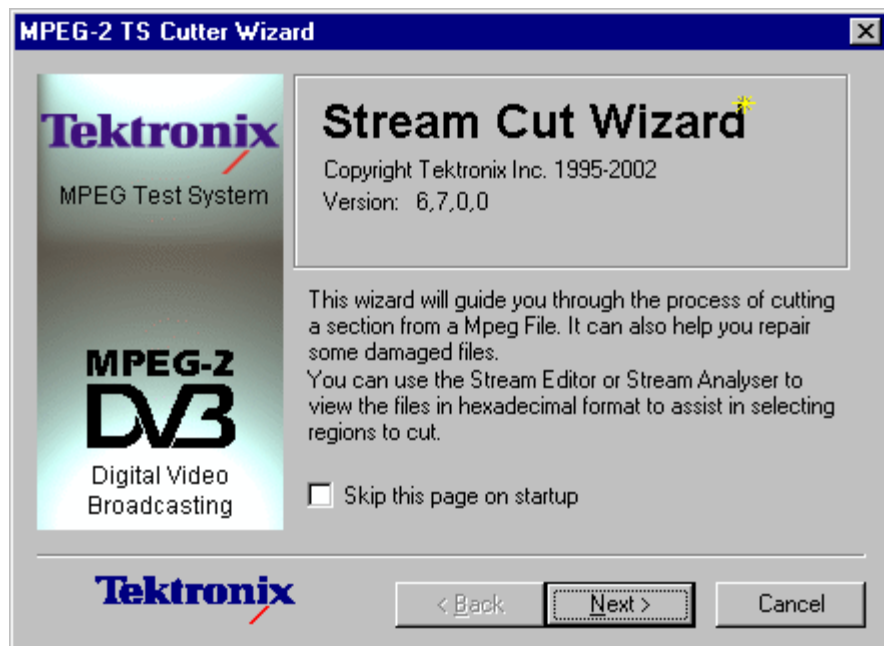 MPEG-2 TS Cutter Wizard
Tektronix
MPEG Test System
MPEG-2
DVB
Digital Video
Broadcasting
Stream Cut Wizard
Copyright Tektronix Inc. 1995-2002
Version: 6,7,0,0
This wizard will guide you through the process of cutting
a section from a Mpeg File. It can also help you repair
some damaged files.
You can use the Stream Editor or Stream Analyser to
view the files in hexadecimal format to assist in selecting
regions to cut.
Skip this page on startup
Tektronix
< Back
Next >
Cancel